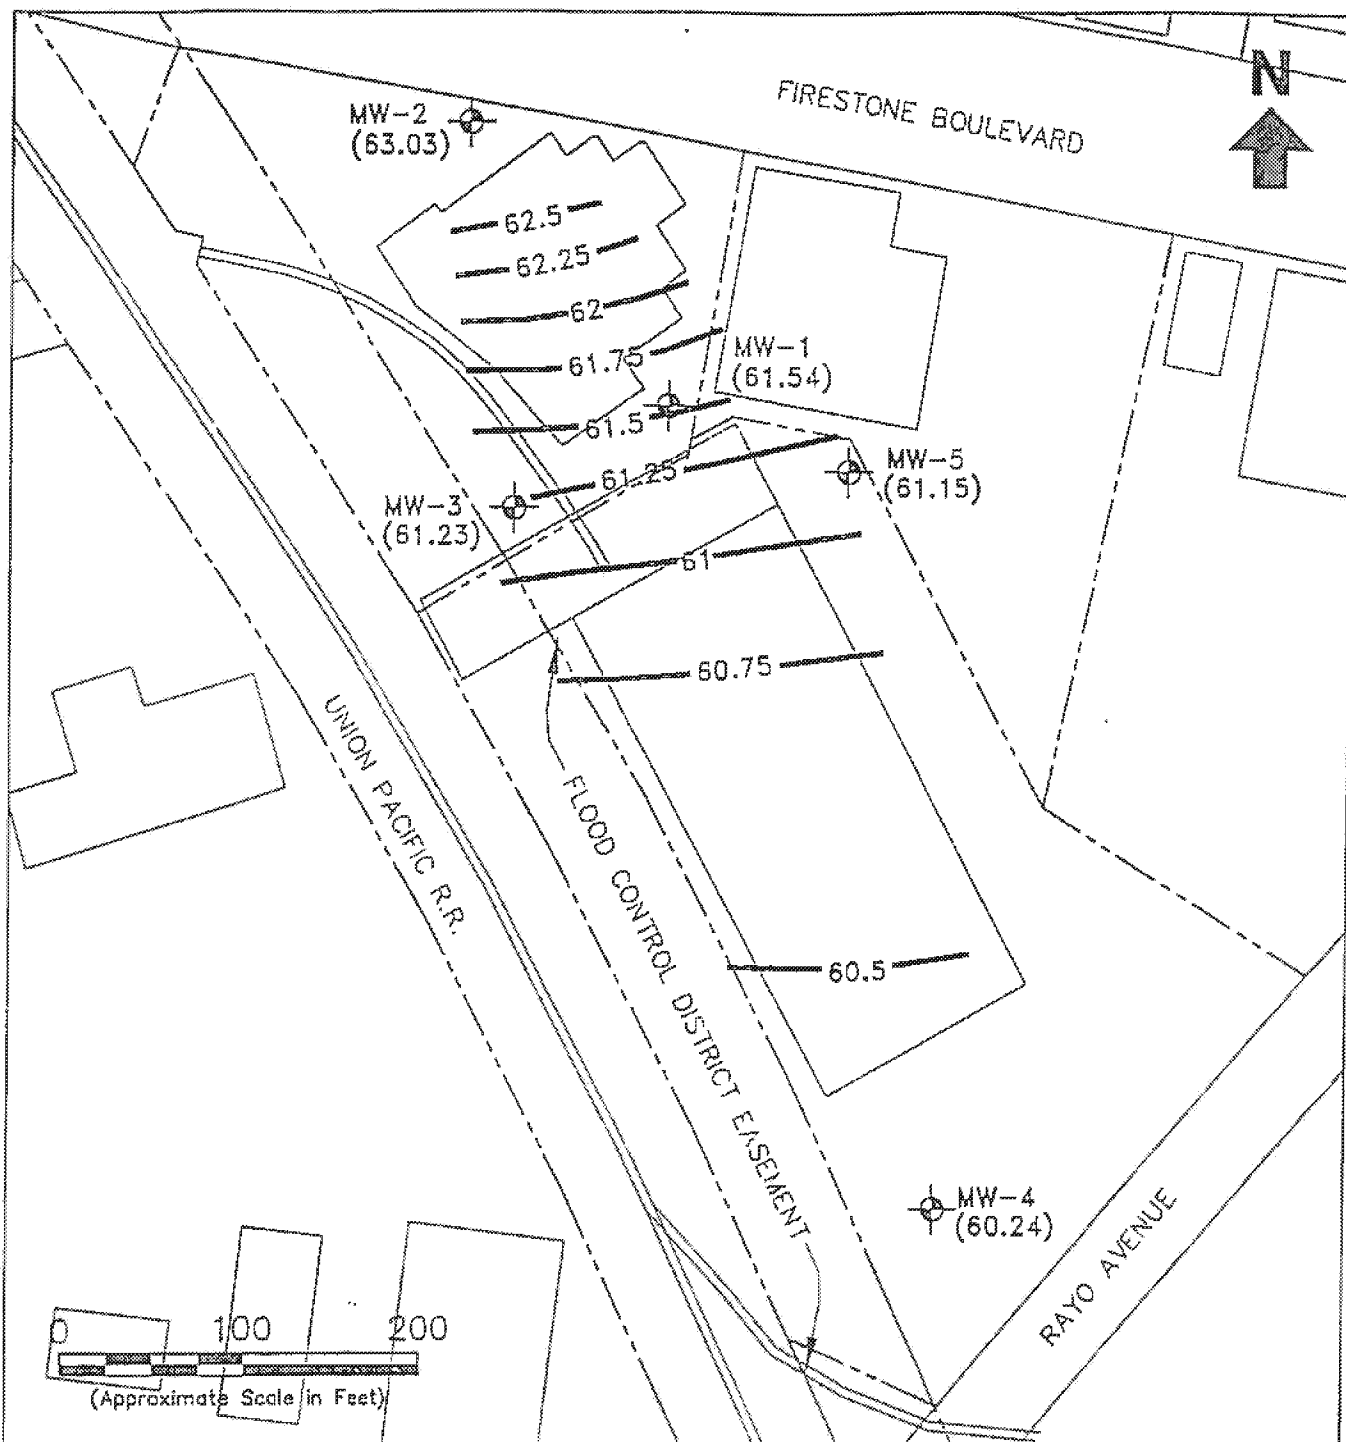 N
FIRESTONE BOULEVARD
MW-2
(63.03)
62.5
62.25
62
61.75
MW-1
(61.54)
61.5
61.25
MW-5
(61.15)
MW-3
(61.23)
61
60.75
UNION PACIFIC R.R.
FLOOD CONTROL DISTRICT EASEMENT
60.5
MW-4
(60.24)
RAYO AVENUE
0 100 200
(Approximate Scale in Feet)